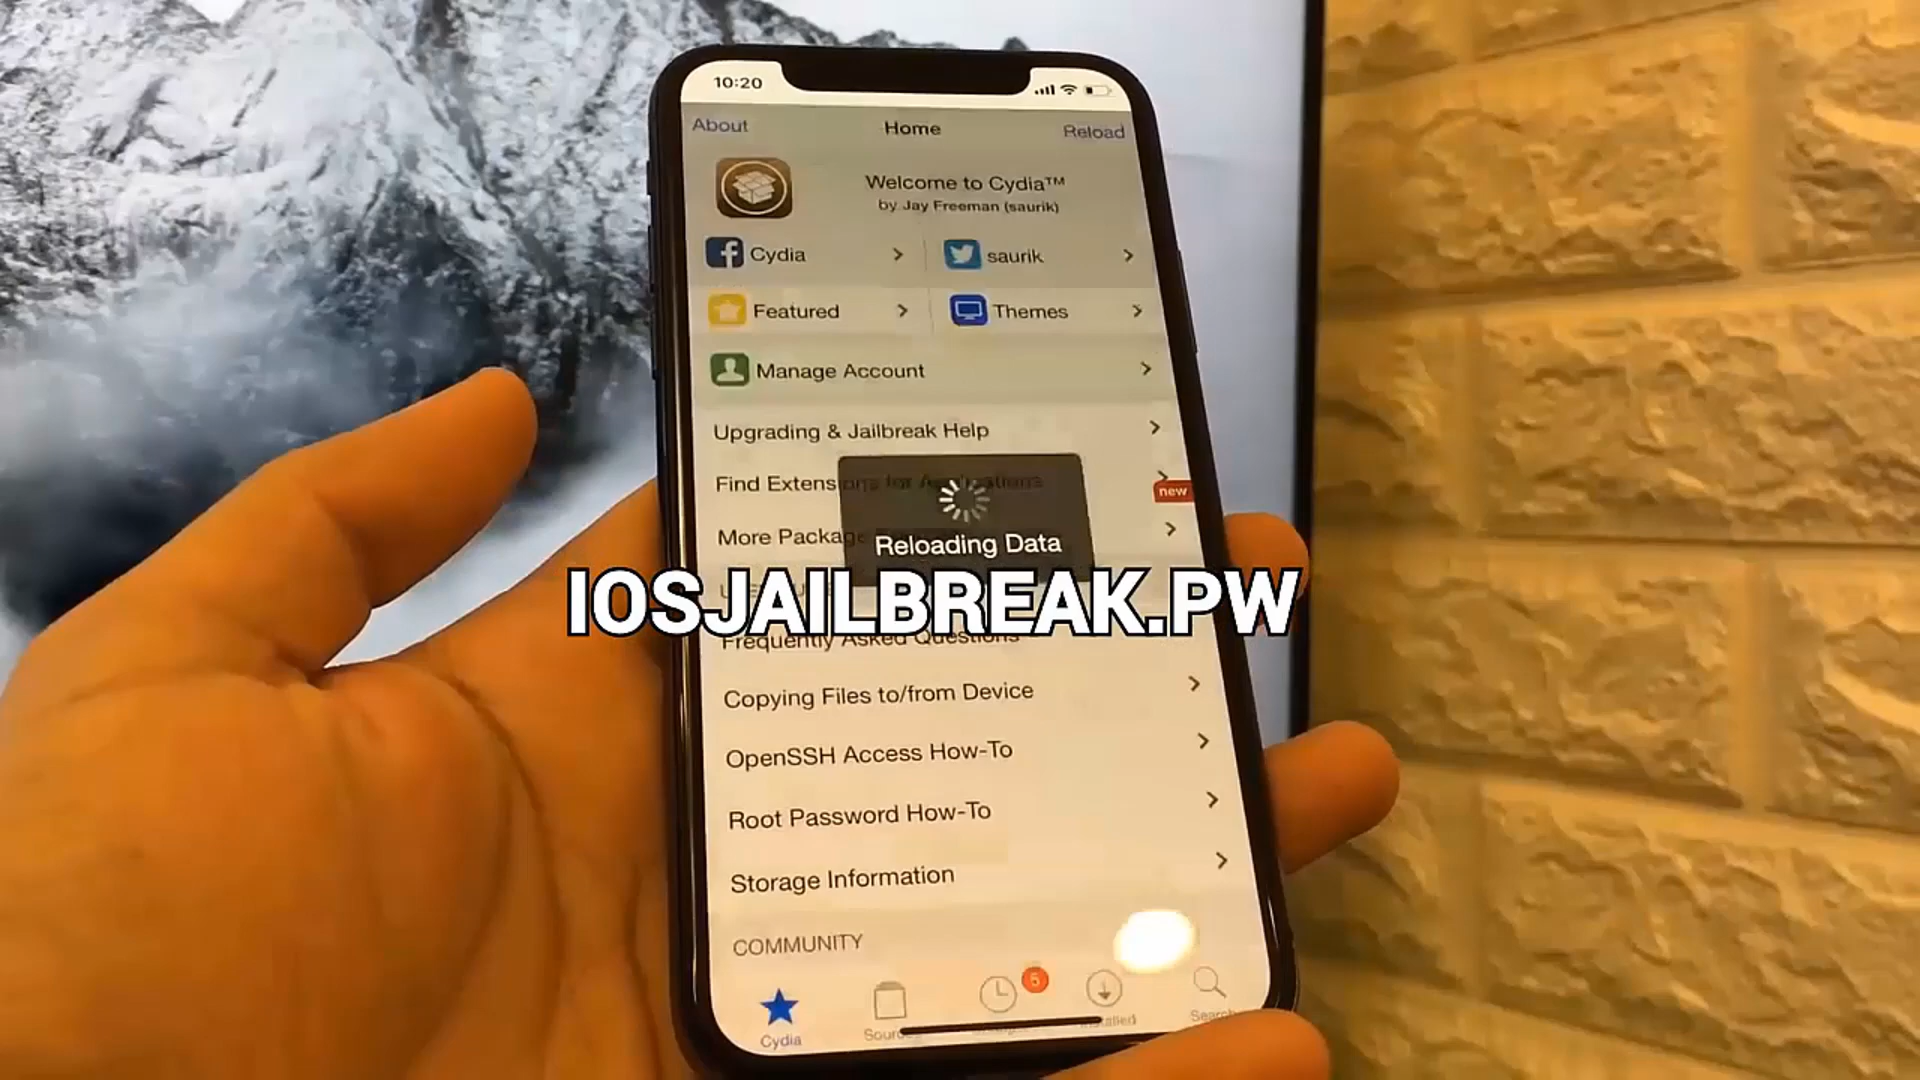 10:20
About
Home
Reload
Welcome to Cydia™
by Jay Freeman (saurik)
Cydia
saurik
Featured
Themes
Manage Account
Upgrading & Jailbreak Help
Find Extensions for Applications
new
More Package
Reloading Data
IOSJAILBREAK.PW
Frequently Asked Questions
Copying Files to/from Device
OpenSSH Access How-To
Root Password How-To
Storage Information
COMMUNITY
5
Cydia
Installed
Search